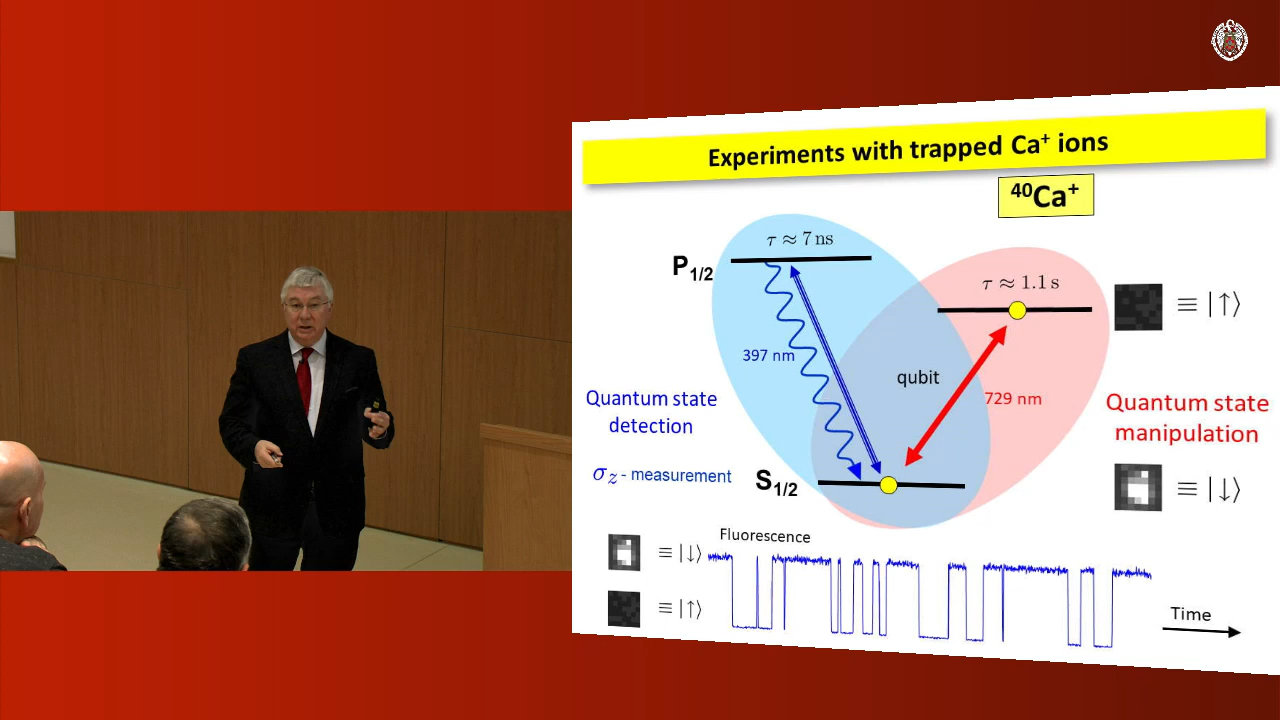 Experiments with trapped Ca⁺ ions
⁴⁰Ca⁺
τ ≈ 7 ns
P₁/₂
τ ≈ 1.1 s
≡ |↑⟩
397 nm
qubit
729 nm
Quantum state
detection
Quantum state
manipulation
σ_z - measurement
S₁/₂
≡ |↓⟩
Fluorescence
≡ |↓⟩
≡ |↑⟩
Time